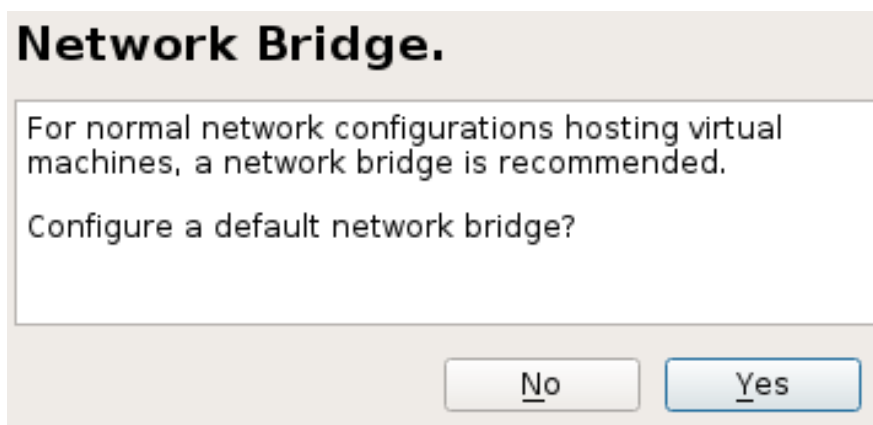 Network Bridge.
For normal network configurations hosting virtual
machines, a network bridge is recommended.
Configure a default network bridge?
No
Yes